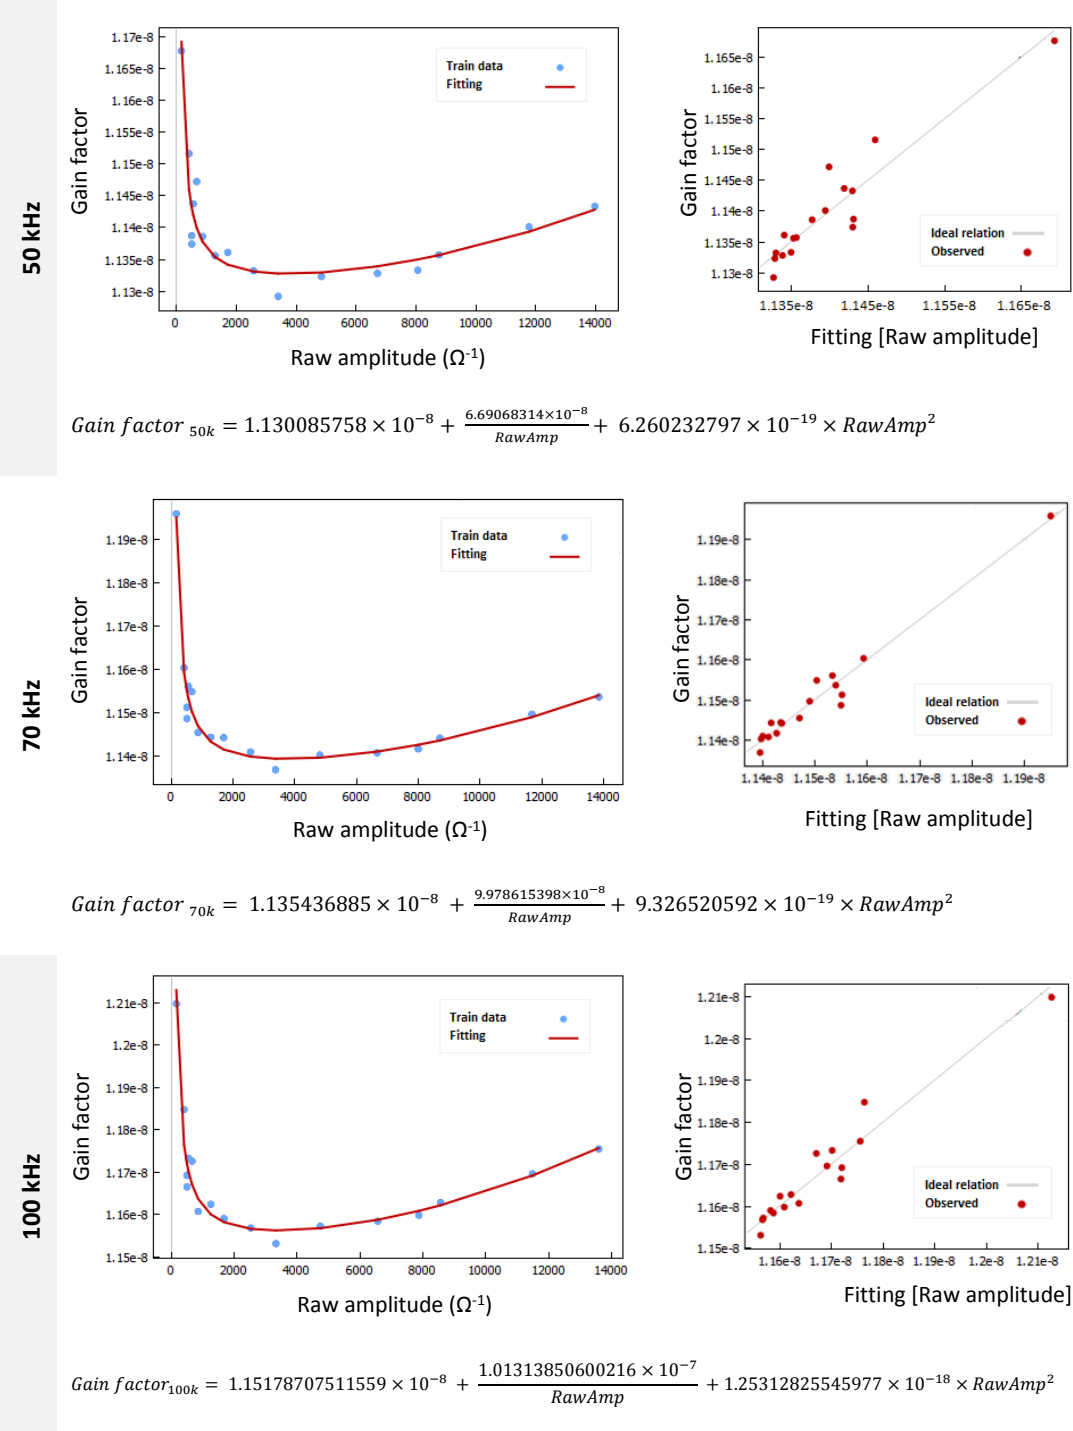 50 kHz
Gain factor
1.17e-8
1.165e-8
1.16e-8
1.155e-8
1.15e-8
1.145e-8
1.14e-8
1.135e-8
1.13e-8
Train data
Fitting
0 2000 4000 6000 8000 10000 12000 14000
Raw amplitude (Ω⁻¹)
Gain factor
1.165e-8
1.16e-8
1.155e-8
1.15e-8
1.145e-8
1.14e-8
1.135e-8
1.13e-8
Ideal relation
Observed
1.135e-8 1.145e-8 1.155e-8 1.165e-8
Fitting [Raw amplitude]
Gain factor 50k = 1.130085758 × 10⁻⁸ + 6.69068314×10⁻⁸ / RawAmp + 6.260232797 × 10⁻¹⁹ × RawAmp²
70 kHz
Gain factor
1.19e-8
1.18e-8
1.17e-8
1.16e-8
1.15e-8
1.14e-8
Train data
Fitting
0 2000 4000 6000 8000 10000 12000 14000
Raw amplitude (Ω⁻¹)
Gain factor
1.19e-8
1.18e-8
1.17e-8
1.16e-8
1.15e-8
1.14e-8
Ideal relation
Observed
1.14e-8 1.15e-8 1.16e-8 1.17e-8 1.18e-8 1.19e-8
Fitting [Raw amplitude]
Gain factor 70k = 1.135436885 × 10⁻⁸ + 9.978615398×10⁻⁸ / RawAmp + 9.326520592 × 10⁻¹⁹ × RawAmp²
100 kHz
Gain factor
1.21e-8
1.2e-8
1.19e-8
1.18e-8
1.17e-8
1.16e-8
1.15e-8
Train data
Fitting
0 2000 4000 6000 8000 10000 12000 14000
Raw amplitude (Ω⁻¹)
Gain factor
1.21e-8
1.2e-8
1.19e-8
1.18e-8
1.17e-8
1.16e-8
1.15e-8
Ideal relation
Observed
1.16e-8 1.17e-8 1.18e-8 1.19e-8 1.2e-8 1.21e-8
Fitting [Raw amplitude]
Gain factor100k = 1.15178707511559 × 10⁻⁸ + 1.01313850600216 × 10⁻⁷ / RawAmp + 1.25312825545977 × 10⁻¹⁸ × RawAmp²